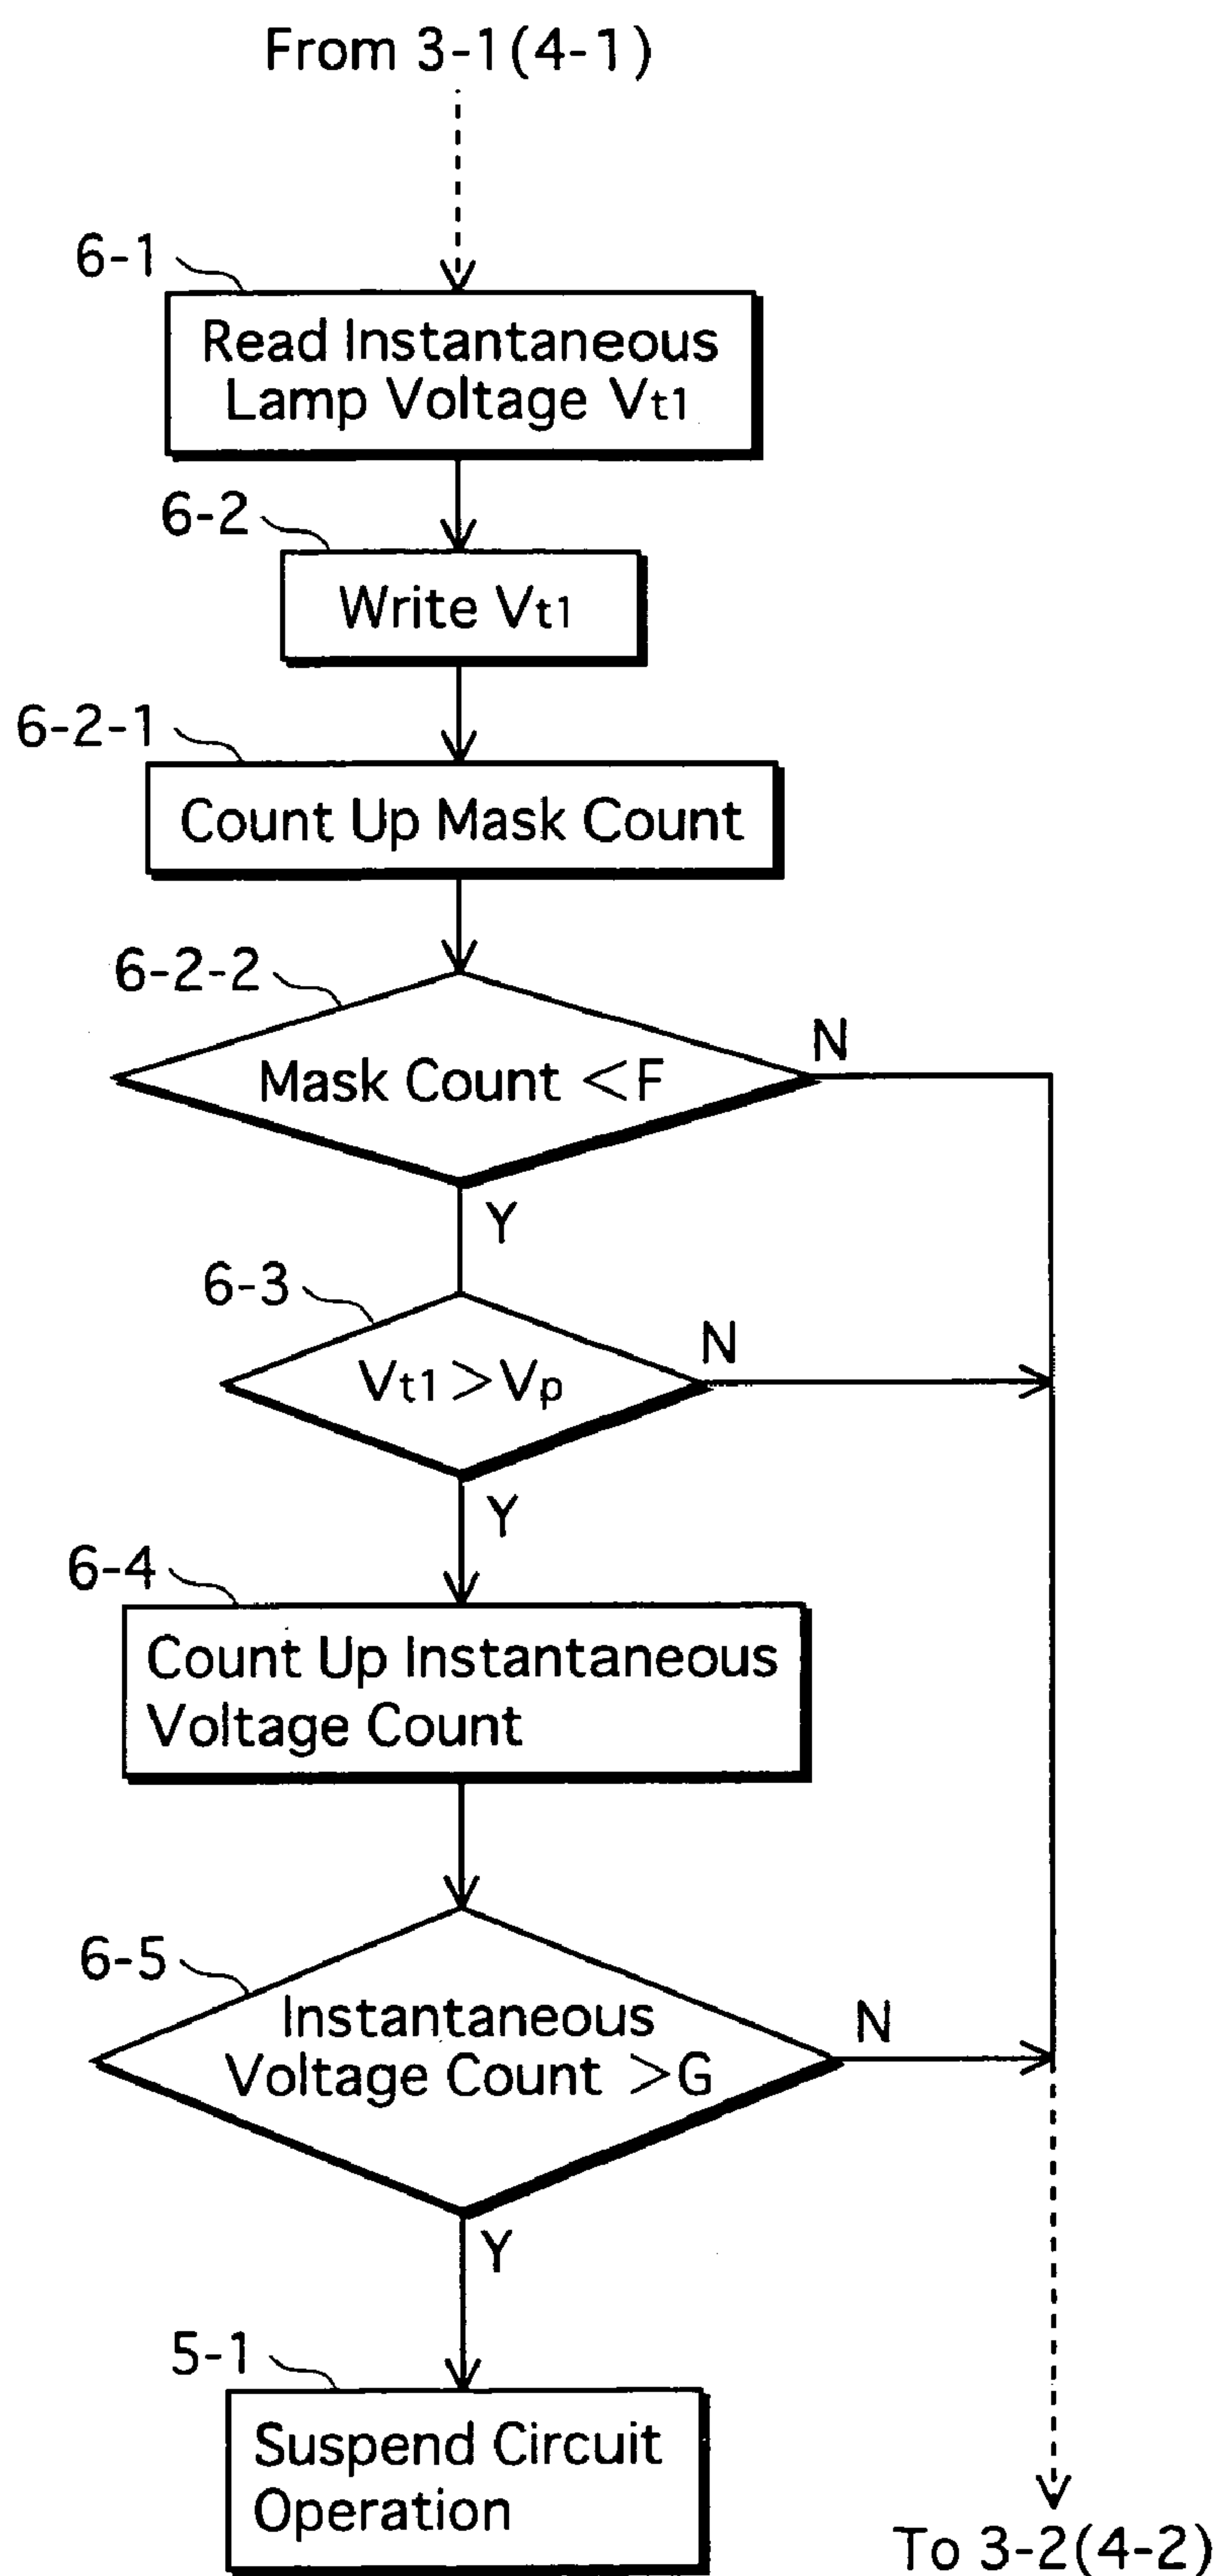 From 3-1(4-1)
6-1
Read Instantaneous
Lamp Voltage Vt1
6-2
Write Vt1
6-2-1
Count Up Mask Count
6-2-2
Mask Count <F
N
Y
6-3
Vt1>Vp
N
Y
6-4
Count Up Instantaneous
Voltage Count
6-5
Instantaneous
Voltage Count >G
N
Y
5-1
Suspend Circuit
Operation
To 3-2(4-2)